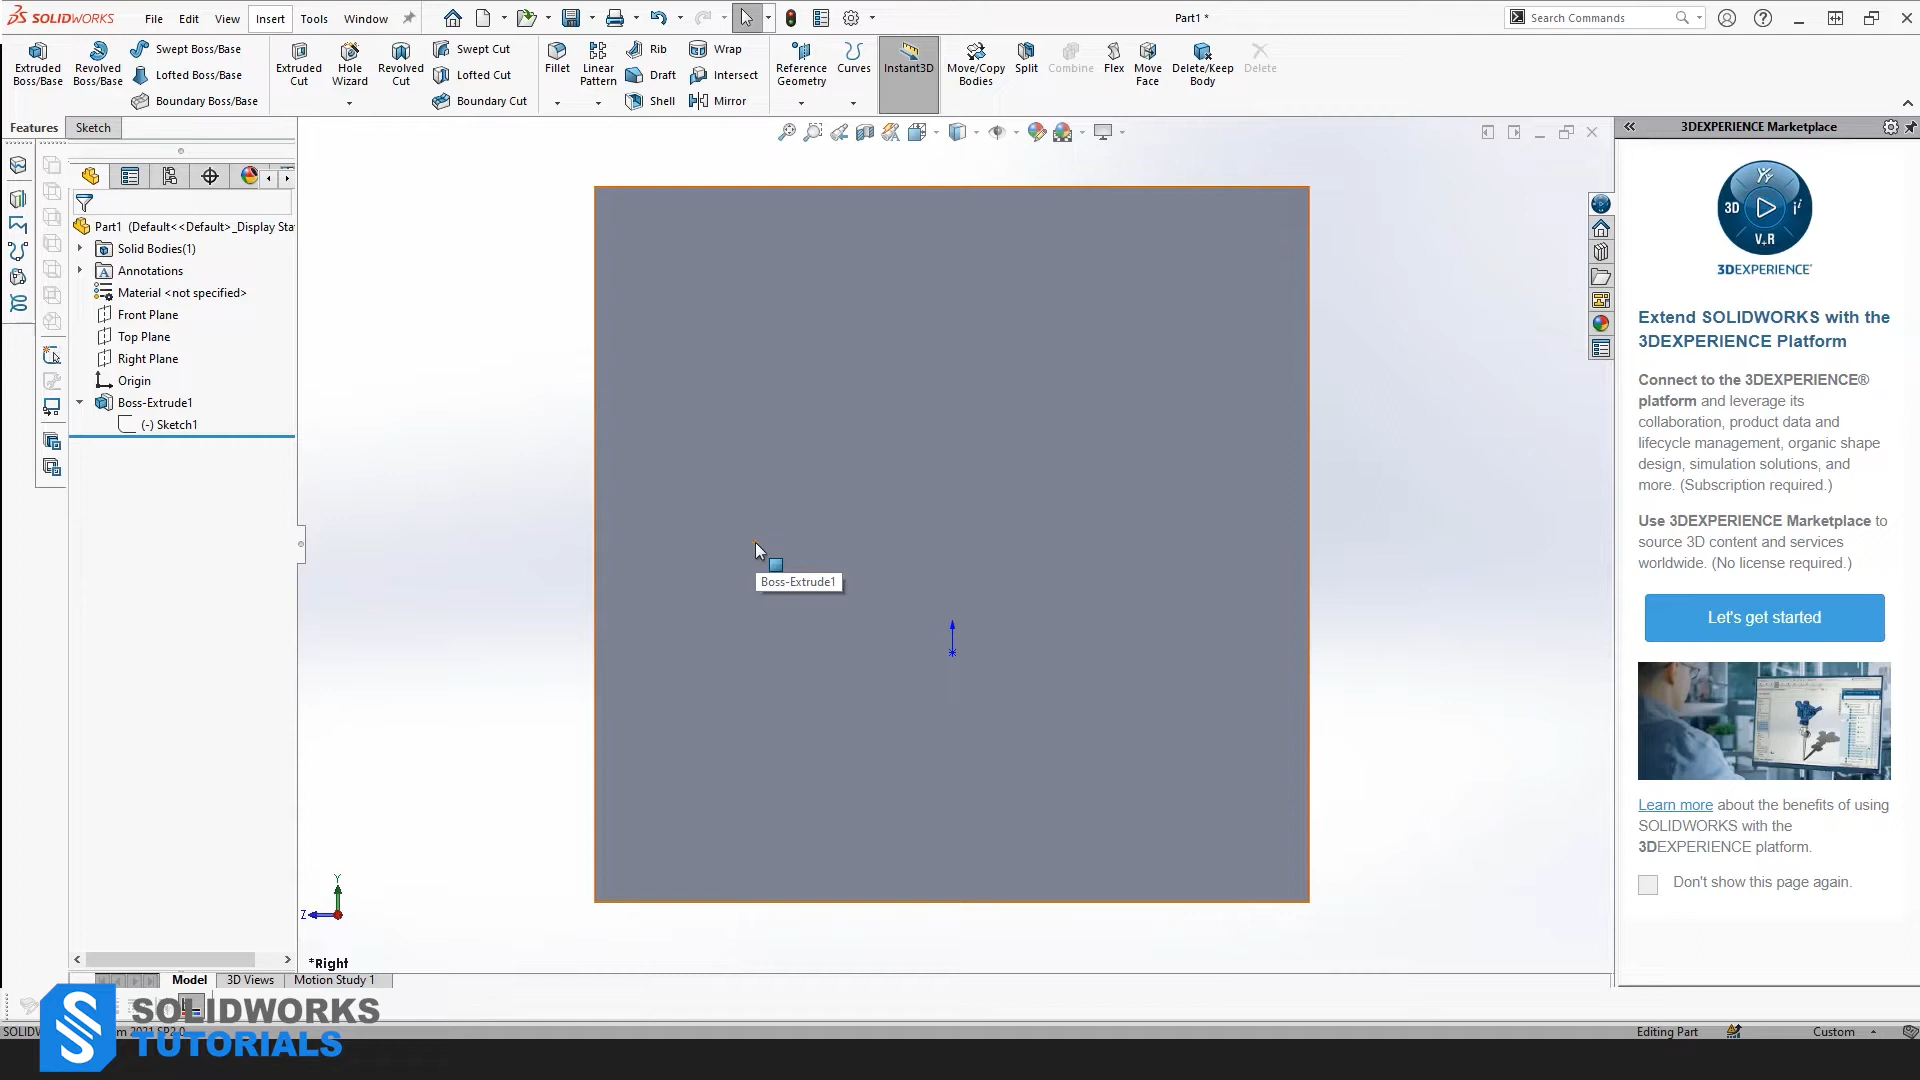 SOLIDWORKS
File Edit View Insert Tools Window
Part1 *
Search Commands
Extruded Boss/Base
Revolved Boss/Base
Swept Boss/Base
Lofted Boss/Base
Boundary Boss/Base
Extruded Cut
Hole Wizard
Revolved Cut
Swept Cut
Lofted Cut
Boundary Cut
Fillet
Linear Pattern
Rib
Draft
Shell
Wrap
Intersect
Mirror
Reference Geometry
Curves
Instant3D
Move/Copy Bodies
Split
Combine
Flex
Move Face
Delete/Keep Body
Delete
Features Sketch
Part1 (Default<<Default>_Display Sta
Solid Bodies(1)
Annotations
Material <not specified>
Front Plane
Top Plane
Right Plane
Origin
Boss-Extrude1
(-) Sketch1
Boss-Extrude1
Y
Z
*Right
Model 3D Views Motion Study 1
3DEXPERIENCE Marketplace
3D
V+R
3DEXPERIENCE
Extend SOLIDWORKS with the
3DEXPERIENCE Platform
Connect to the 3DEXPERIENCE®
platform and leverage its
collaboration, product data and
lifecycle management, organic shape
design, simulation solutions, and
more. (Subscription required.)
Use 3DEXPERIENCE Marketplace to
source 3D content and services
worldwide. (No license required.)
Let's get started
Learn more about the benefits of using
SOLIDWORKS with the
3DEXPERIENCE platform.
Don't show this page again.
SOLIDWORKS
TUTORIALS
Editing Part
Custom